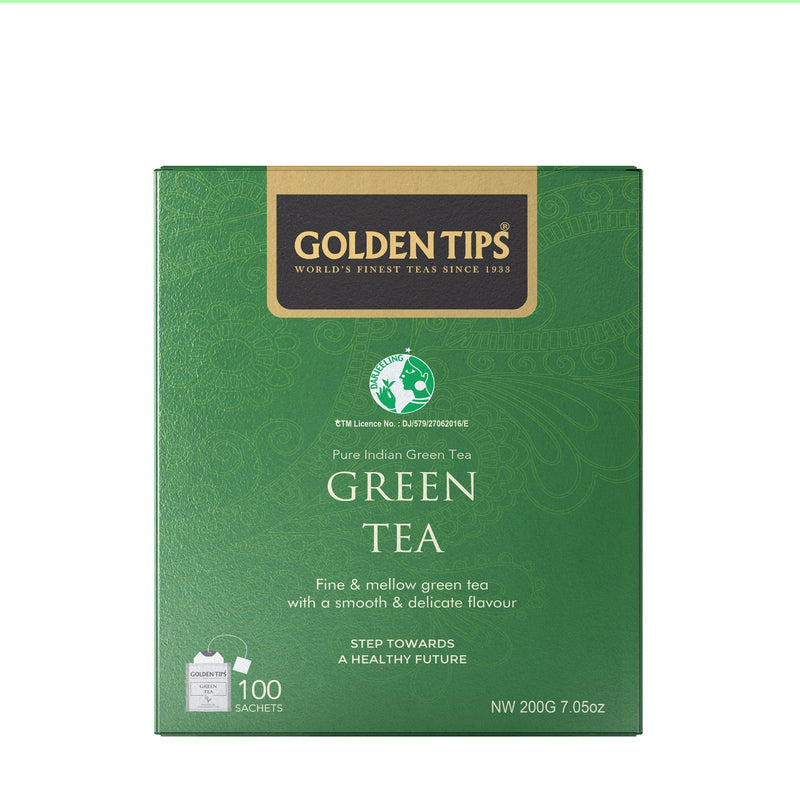 GOLDEN TIPS®
WORLD'S FINEST TEAS SINCE 1933
DARJEELING
CTM Licence No. : DJ/579/27062016/E
Pure Indian Green Tea
GREEN
TEA
Fine & mellow green tea
with a smooth & delicate flavour
STEP TOWARDS
A HEALTHY FUTURE
GOLDEN TIPS
GREEN
TEA
100
SACHETS
NW 200G 7.05oz